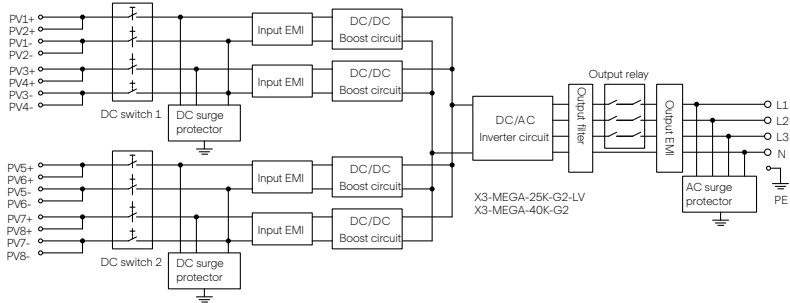 PV1+
PV2+
PV1-
PV2-
PV3+
PV4+
PV3-
PV4-
DC switch 1
DC surge
protector
Input EMI
Input EMI
DC/DC
Boost circuit
DC/DC
Boost circuit
PV5+
PV6+
PV5-
PV6-
PV7+
PV8+
PV7-
PV8-
DC switch 2
DC surge
protector
Input EMI
Input EMI
DC/DC
Boost circuit
DC/DC
Boost circuit
DC/AC
Inverter circuit
X3-MEGA-25K-G2-LV
X3-MEGA-40K-G2
Output filter
Output relay
Output EMI
AC surge
protector
L1
L2
L3
N
PE